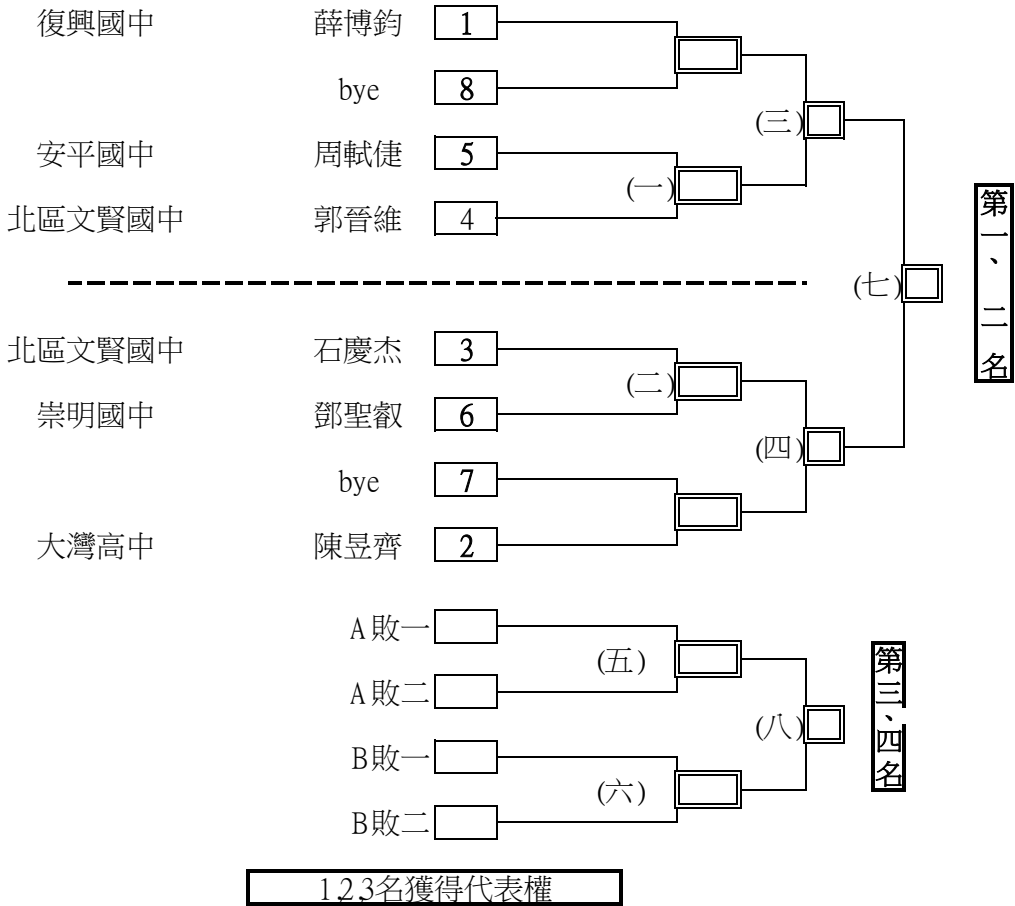 復興國中 薛博鈞 1
bye 8
(三)
安平國中 周軾倢 5
(一)
北區文賢國中 郭晉維 4
第一、二名
(七)
北區文賢國中 石慶杰 3
(二)
崇明國中 鄧聖叡 6
(四)
bye 7
大灣高中 陳昱齊 2
A敗一
(五)
A敗二
第三、四名
(八)
B敗一
(六)
B敗二
1,2,3名獲得代表權